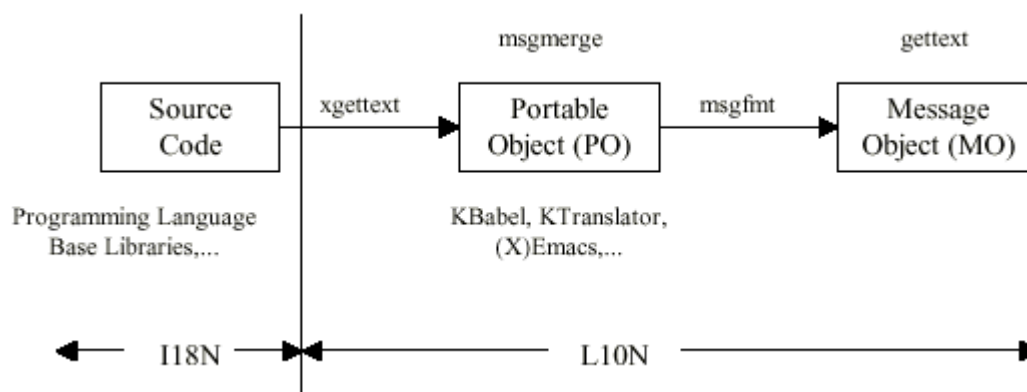 msgmerge
gettext
Source
Code
xgettext
Portable
Object (PO)
msgfmt
Message
Object (MO)
Programming Language
Base Libraries,...
KBabel, KTranslator,
(X)Emacs,...
I18N
L10N